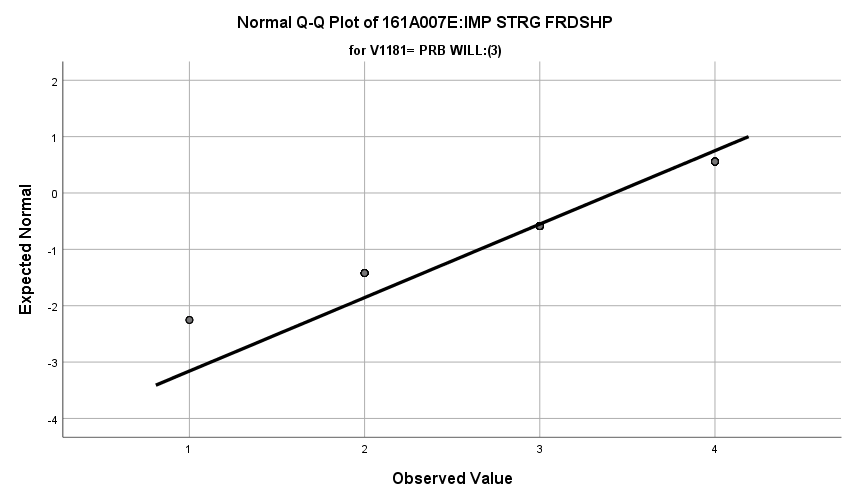 Normal Q-Q Plot of 161A007E:IMP STRG FRDSHP
for V1181= PRB WILL:(3)
2
1
0
-1
-2
-3
-4
Expected Normal
1 2 3 4
Observed Value